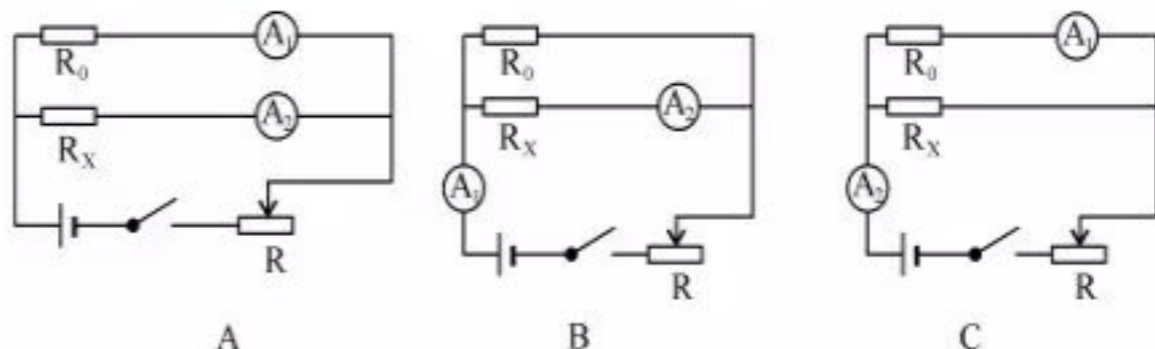 R₀ A₁
Rₓ A₂
R
A
R₀
Rₓ A₂
A₁
R
B
R₀ A₁
Rₓ
A₂
R
C